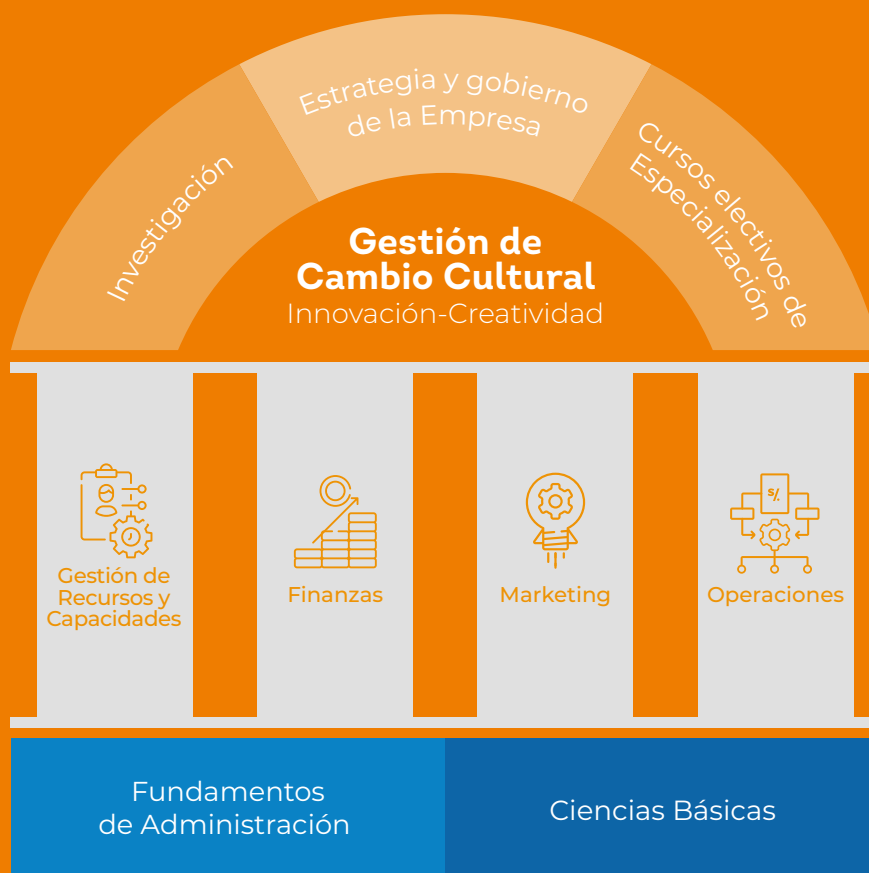 Estrategia y gobierno
de la Empresa
Investigación
Cursos electivos de
Especialización
Gestión de
Cambio Cultural
Innovación-Creatividad
Gestión de
Recursos y
Capacidades
Finanzas
S/.
Marketing
Operaciones
Fundamentos
de Administración
Ciencias Básicas